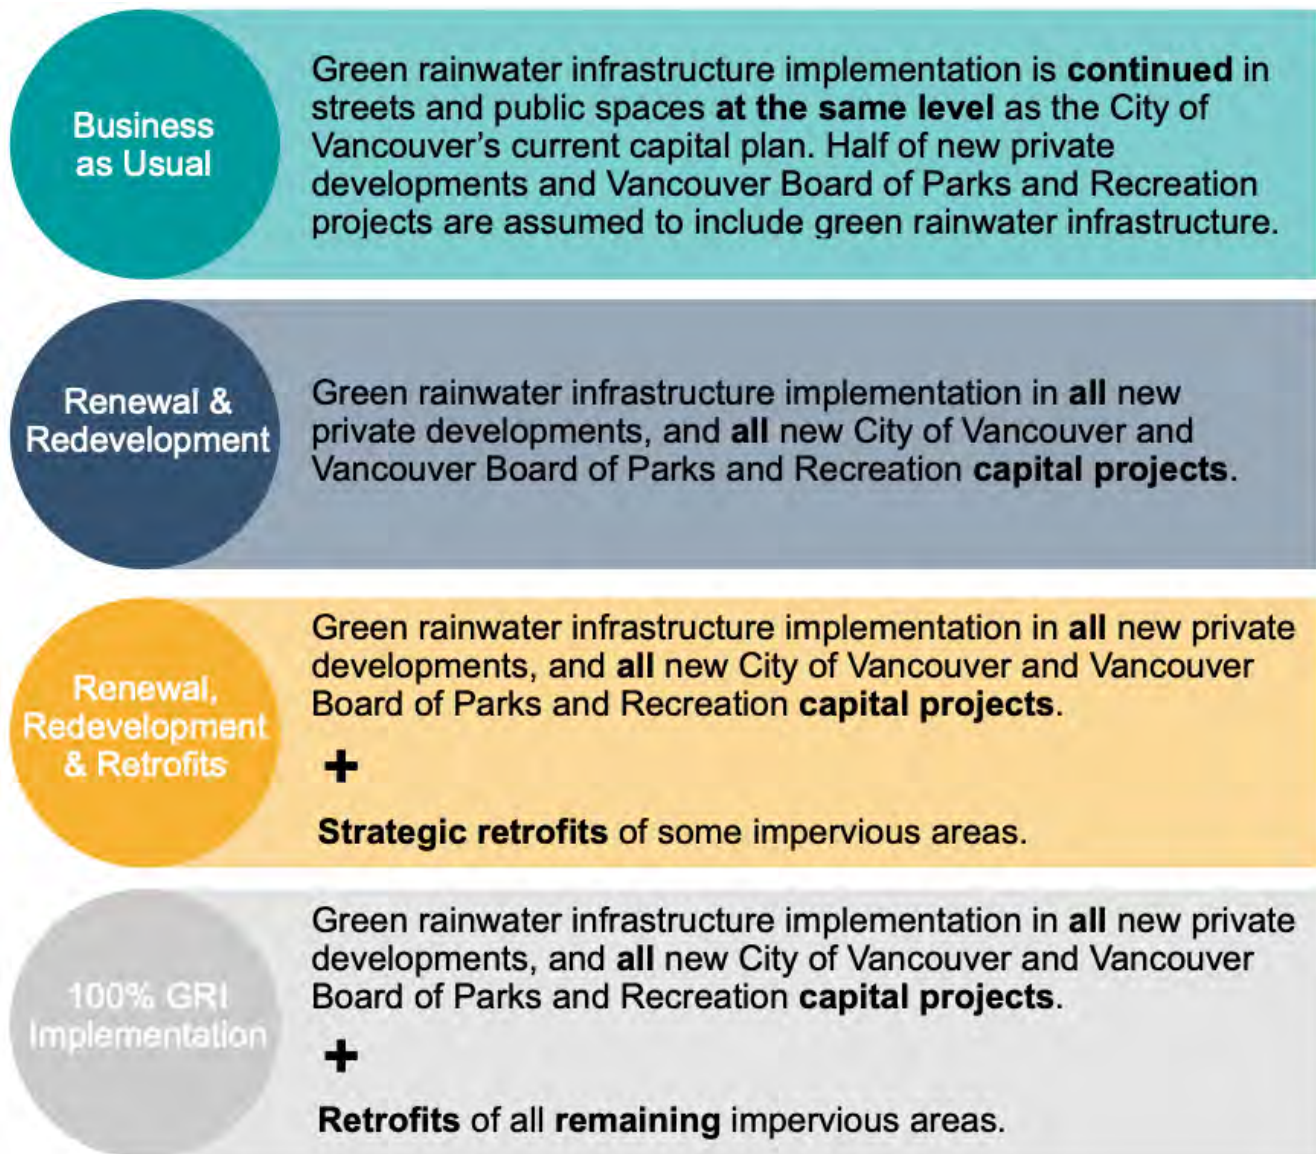 Business
as Usual
Green rainwater infrastructure implementation is continued in
streets and public spaces at the same level as the City of
Vancouver's current capital plan. Half of new private
developments and Vancouver Board of Parks and Recreation
projects are assumed to include green rainwater infrastructure.
Renewal &
Redevelopment
Green rainwater infrastructure implementation in all new
private developments, and all new City of Vancouver and
Vancouver Board of Parks and Recreation capital projects.
Renewal,
Redevelopment
& Retrofits
Green rainwater infrastructure implementation in all new private
developments, and all new City of Vancouver and Vancouver
Board of Parks and Recreation capital projects.
+
Strategic retrofits of some impervious areas.
100% GRI
Implementation
Green rainwater infrastructure implementation in all new private
developments, and all new City of Vancouver and Vancouver
Board of Parks and Recreation capital projects.
+
Retrofits of all remaining impervious areas.